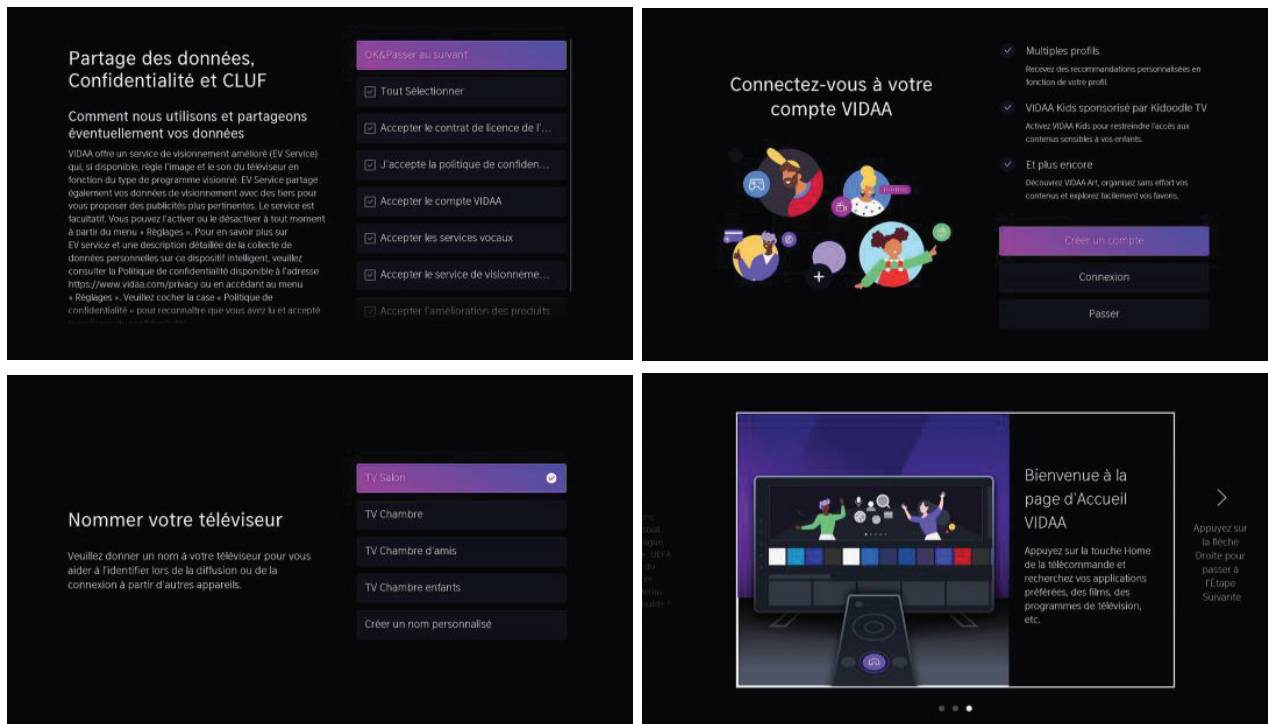 Partage des données,
Confidentialité et CLUF
Comment nous utilisons et partageons
éventuellement vos données
VIDAA offre un service de visionnement amélioré (EV Service)
qui, si disponible, règle l'image et le son du téléviseur en
fonction du type de programme visionné. EV Service partage
également vos données de visionnement avec des tiers pour
vous proposer des publicités plus pertinentes. Le service est
facultatif. Vous pouvez l'activer ou le désactiver à tout moment
à partir du menu « Réglages ». Pour en savoir plus sur
EV service et une description détaillée de la collecte de
données personnelles sur ce dispositif intelligent, veuillez
consulter la Politique de confidentialité disponible à l'adresse
https://www.vidaa.com/privacy ou en accédant au menu
« Réglages ». Veuillez cocher la case « Politique de
confidentialité » pour reconnaître que vous avez lu et accepté
la politique de confidentialité.
OK&Passer au suivant
Tout Sélectionner
Accepter le contrat de licence de l'...
J'accepte la politique de confiden...
Accepter le compte VIDAA
Accepter les services vocaux
Accepter le service de visionneme...
Accepter l'amélioration des produits
Connectez-vous à votre
compte VIDAA
Multiples profils
Recevez des recommandations personnalisées en
fonction de votre profil.
VIDAA Kids sponsorisé par Kidoodle TV
Activez VIDAA Kids pour restreindre l'accès aux
contenus sensibles à vos enfants.
Et plus encore
Découvrez VIDAA Art, organisez sans effort vos
contenus et explorez facilement vos favoris.
Créer un compte
Connexion
Passer
Nommer votre téléviseur
Veuillez donner un nom à votre téléviseur pour vous
aider à l'identifier lors de la diffusion ou de la
connexion à partir d'autres appareils.
TV Salon
TV Chambre
TV Chambre d'amis
TV Chambre enfants
Créer un nom personnalisé
UEFA
du
Bienvenue à la
page d'Accueil
VIDAA
Appuyez sur la touche Home
de la télécommande et
recherchez vos applications
préférées, des films, des
programmes de télévision,
etc.
Appuyez sur
la flèche
Droite pour
passer à
l'Étape
Suivante